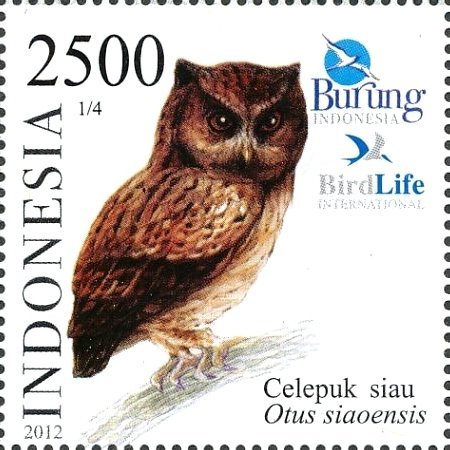 2500
1/4
INDONESIA
2012
Burung
INDONESIA
BirdLife
INTERNATIONAL
Celepuk siau
Otus siaoensis